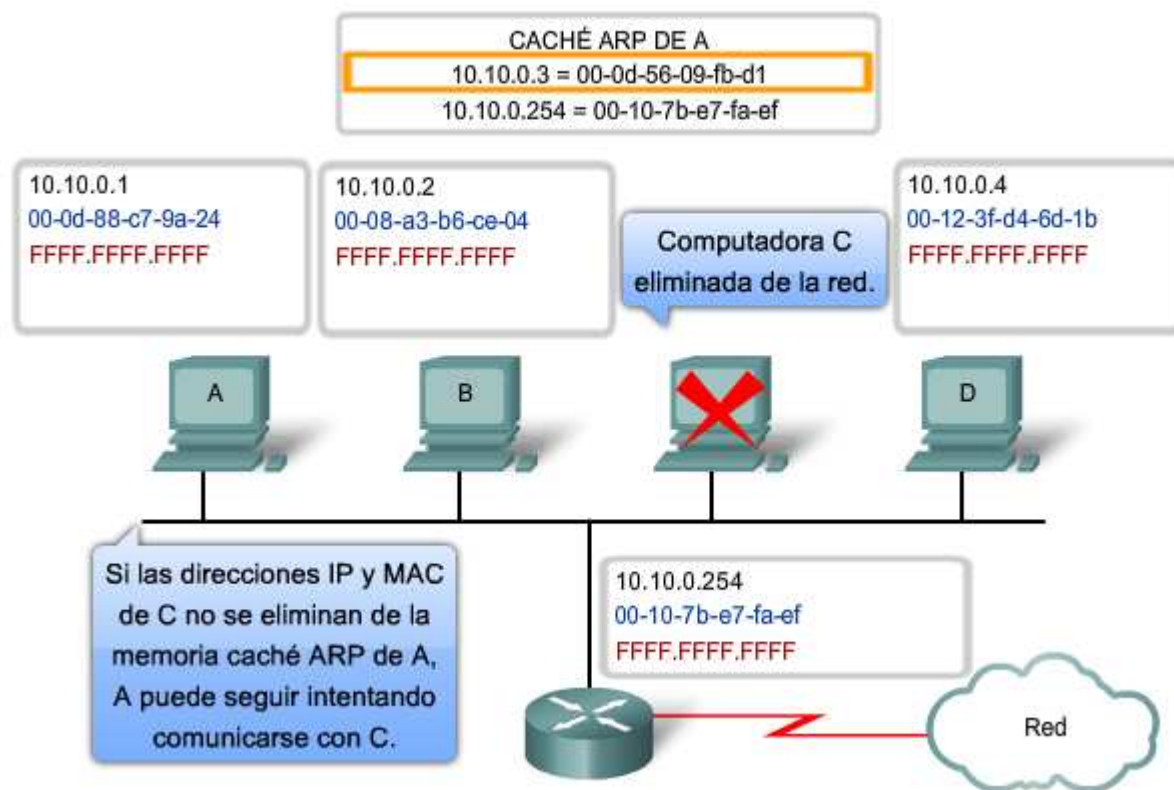 CACHÉ ARP DE A
10.10.0.3 = 00-0d-56-09-fb-d1
10.10.0.254 = 00-10-7b-e7-fa-ef
10.10.0.1
00-0d-88-c7-9a-24
FFFF.FFFF.FFFF
10.10.0.2
00-08-a3-b6-ce-04
FFFF.FFFF.FFFF
Computadora C
eliminada de la red.
10.10.0.4
00-12-3f-d4-6d-1b
FFFF.FFFF.FFFF
A
B
D
Si las direcciones IP y MAC
de C no se eliminan de la
memoria caché ARP de A,
A puede seguir intentando
comunicarse con C.
10.10.0.254
00-10-7b-e7-fa-ef
FFFF.FFFF.FFFF
Red